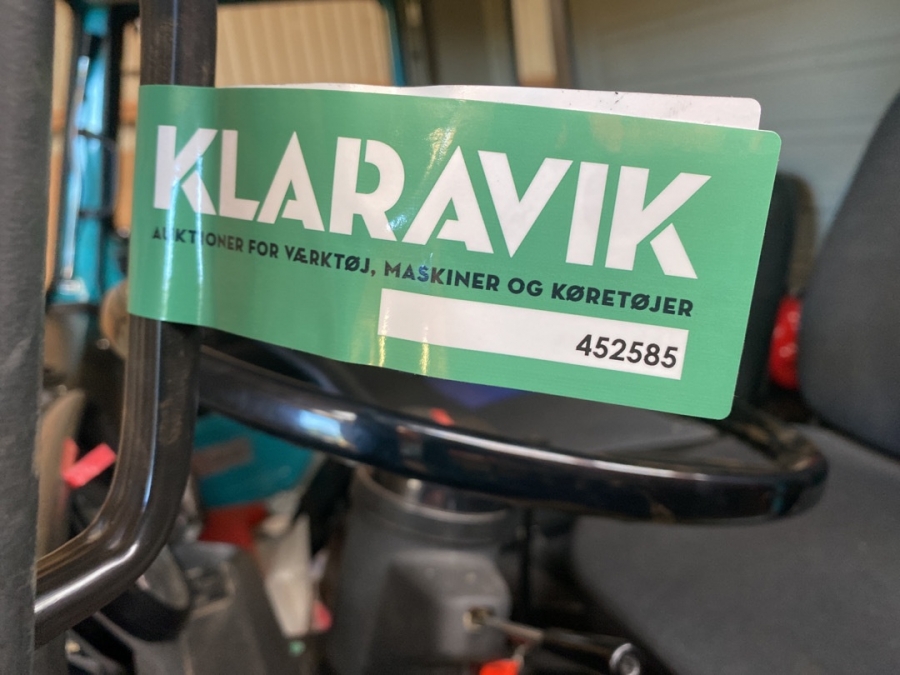 KLARAVIK
AUKTIONER FOR VÆRKTØJ, MASKINER OG KØRETØJER
452585